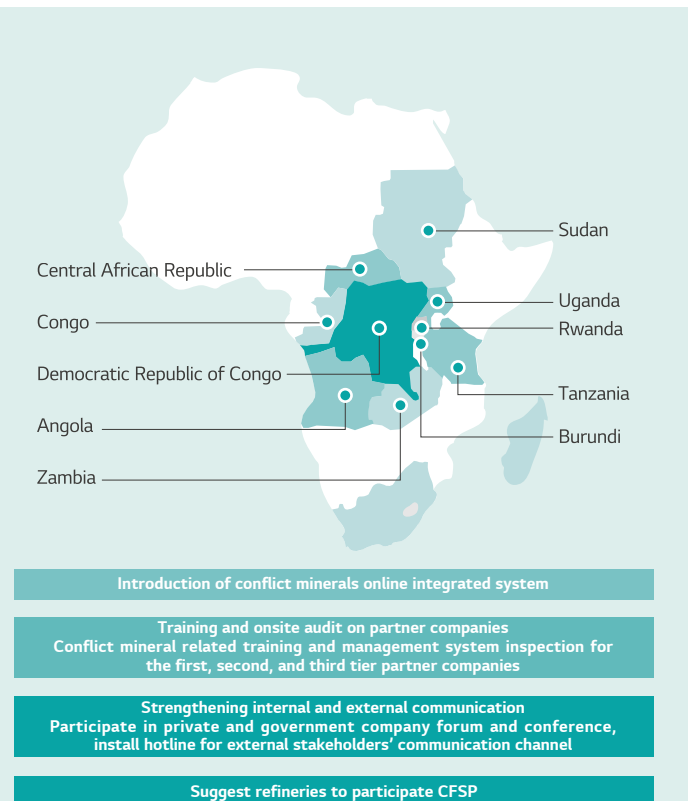 Sudan
Central African Republic
Uganda
Congo
Rwanda
Democratic Republic of Congo
Tanzania
Angola
Burundi
Zambia
Introduction of conflict minerals online integrated system
Training and onsite audit on partner companies
Conflict mineral related training and management system inspection for
the first, second, and third tier partner companies
Strengthening internal and external communication
Participate in private and government company forum and conference,
install hotline for external stakeholders’ communication channel
Suggest refineries to participate CFSP